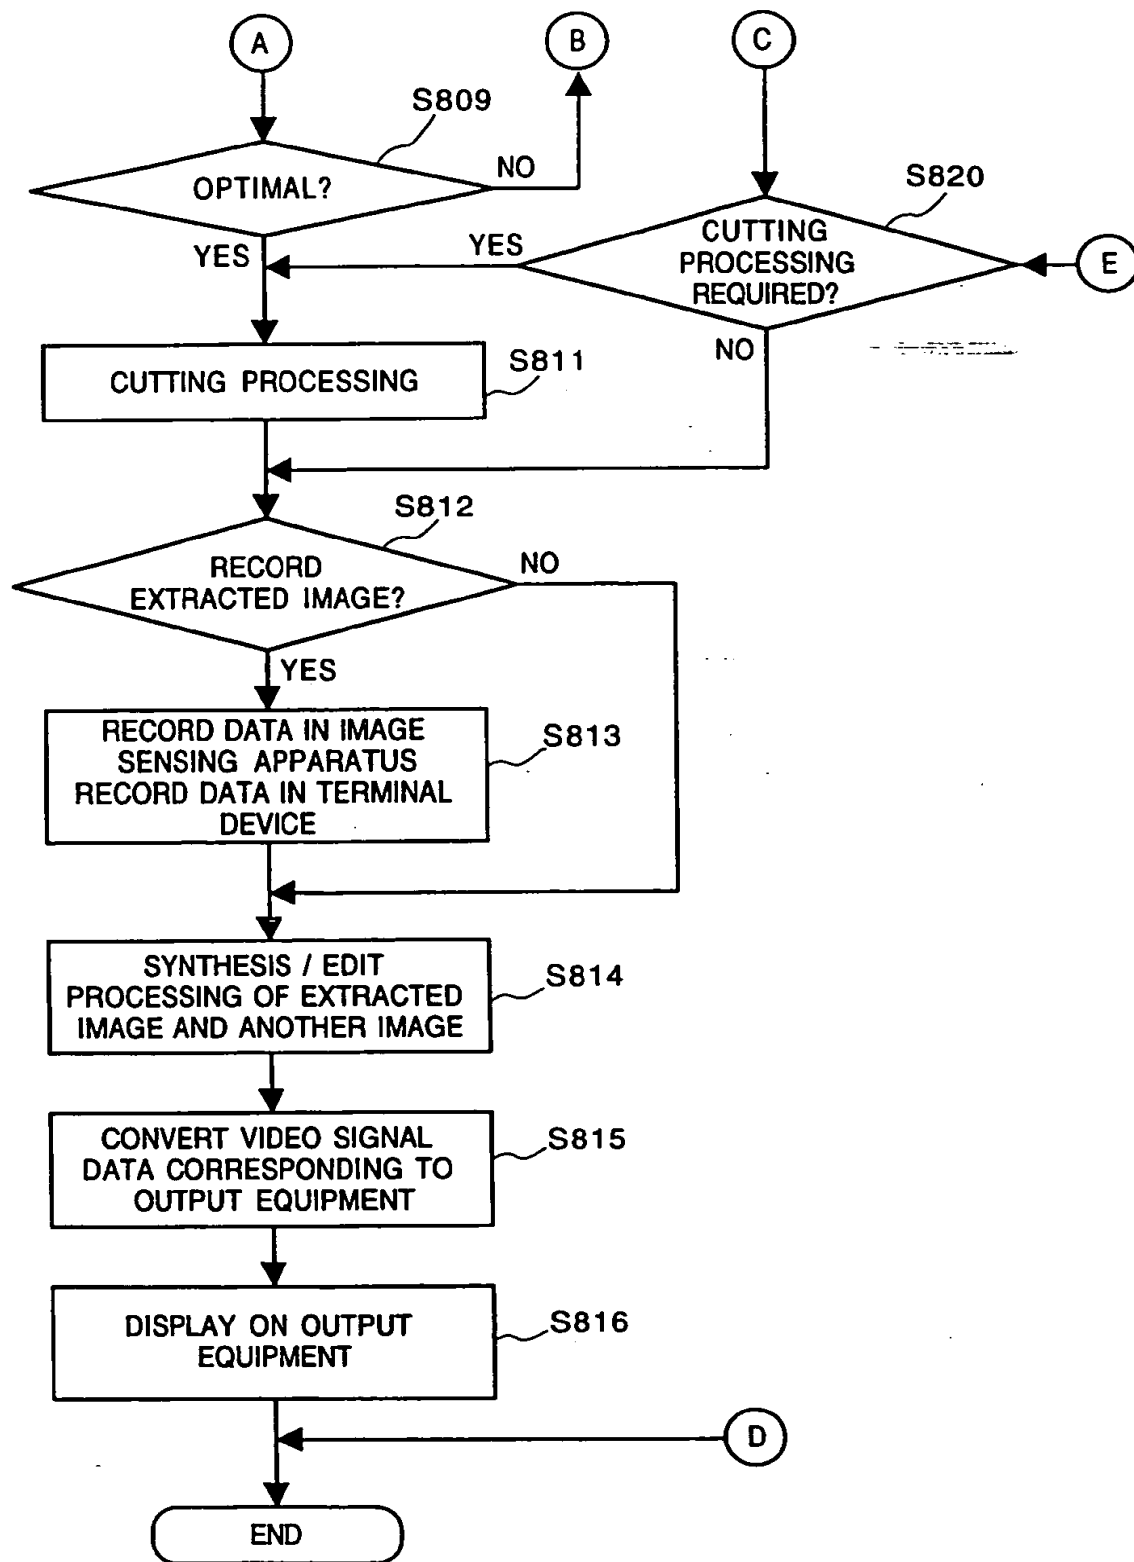 A
B
C
S809
OPTIMAL?
NO
YES
S820
CUTTING
PROCESSING
REQUIRED?
YES
E
NO
CUTTING PROCESSING
S811
S812
RECORD
EXTRACTED IMAGE?
NO
YES
RECORD DATA IN IMAGE
SENSING APPARATUS
RECORD DATA IN TERMINAL
DEVICE
S813
SYNTHESIS / EDIT
PROCESSING OF EXTRACTED
IMAGE AND ANOTHER IMAGE
S814
CONVERT VIDEO SIGNAL
DATA CORRESPONDING TO
OUTPUT EQUIPMENT
S815
DISPLAY ON OUTPUT
EQUIPMENT
S816
D
END